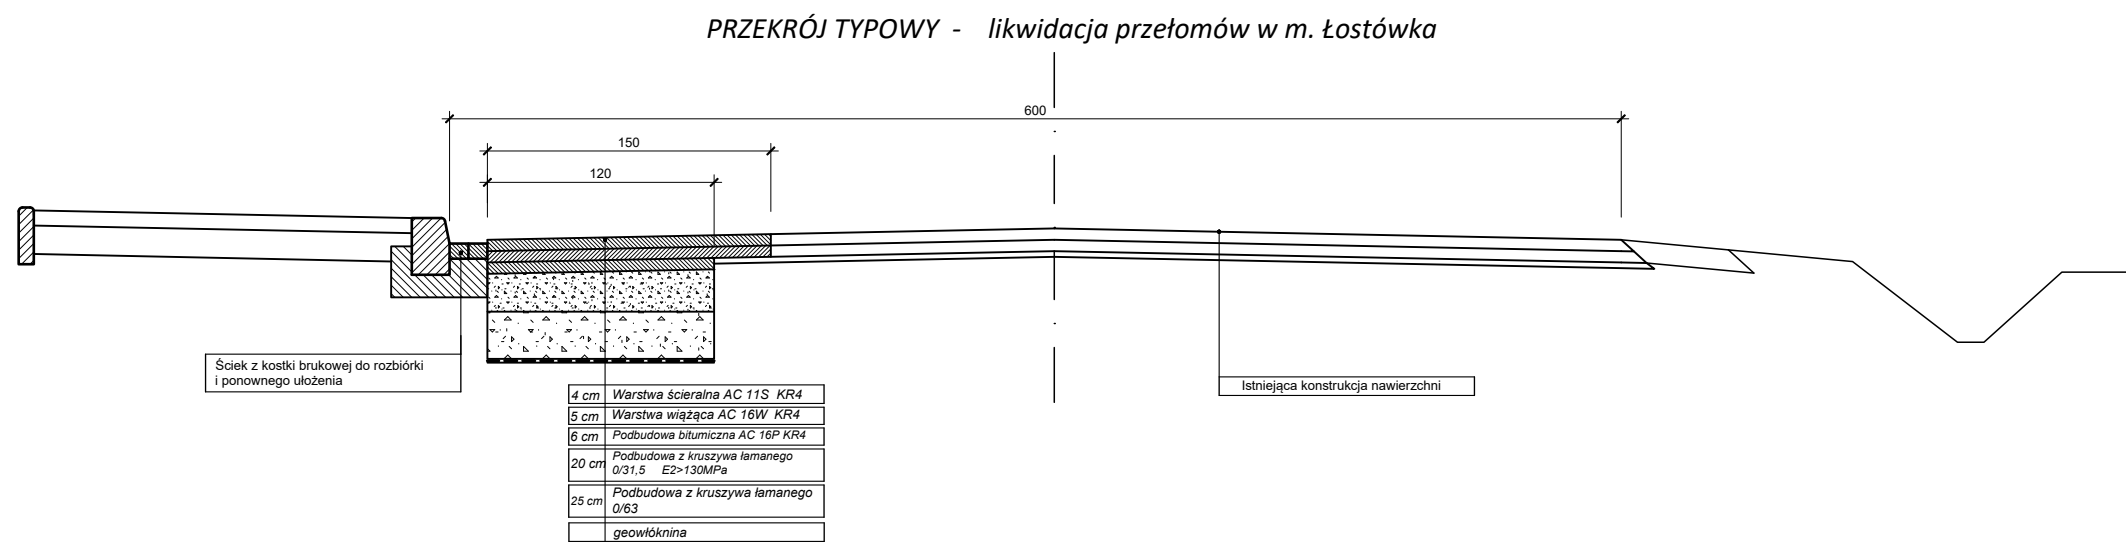 PRZEKRÓJ TYPOWY - likwidacja przełomów w m. Łostówka
600
150
120
Ściek z kostki brukowej do rozbiórki
i ponownego ułożenia
Istniejąca konstrukcja nawierzchni
4 cm Warstwa ścieralna AC 11S KR4
5 cm Warstwa wiążąca AC 16W KR4
6 cm Podbudowa bitumiczna AC 16P KR4
20 cm Podbudowa z kruszywa łamanego
0/31,5 E2>130MPa
25 cm Podbudowa z kruszywa łamanego
0/63
geowłóknina